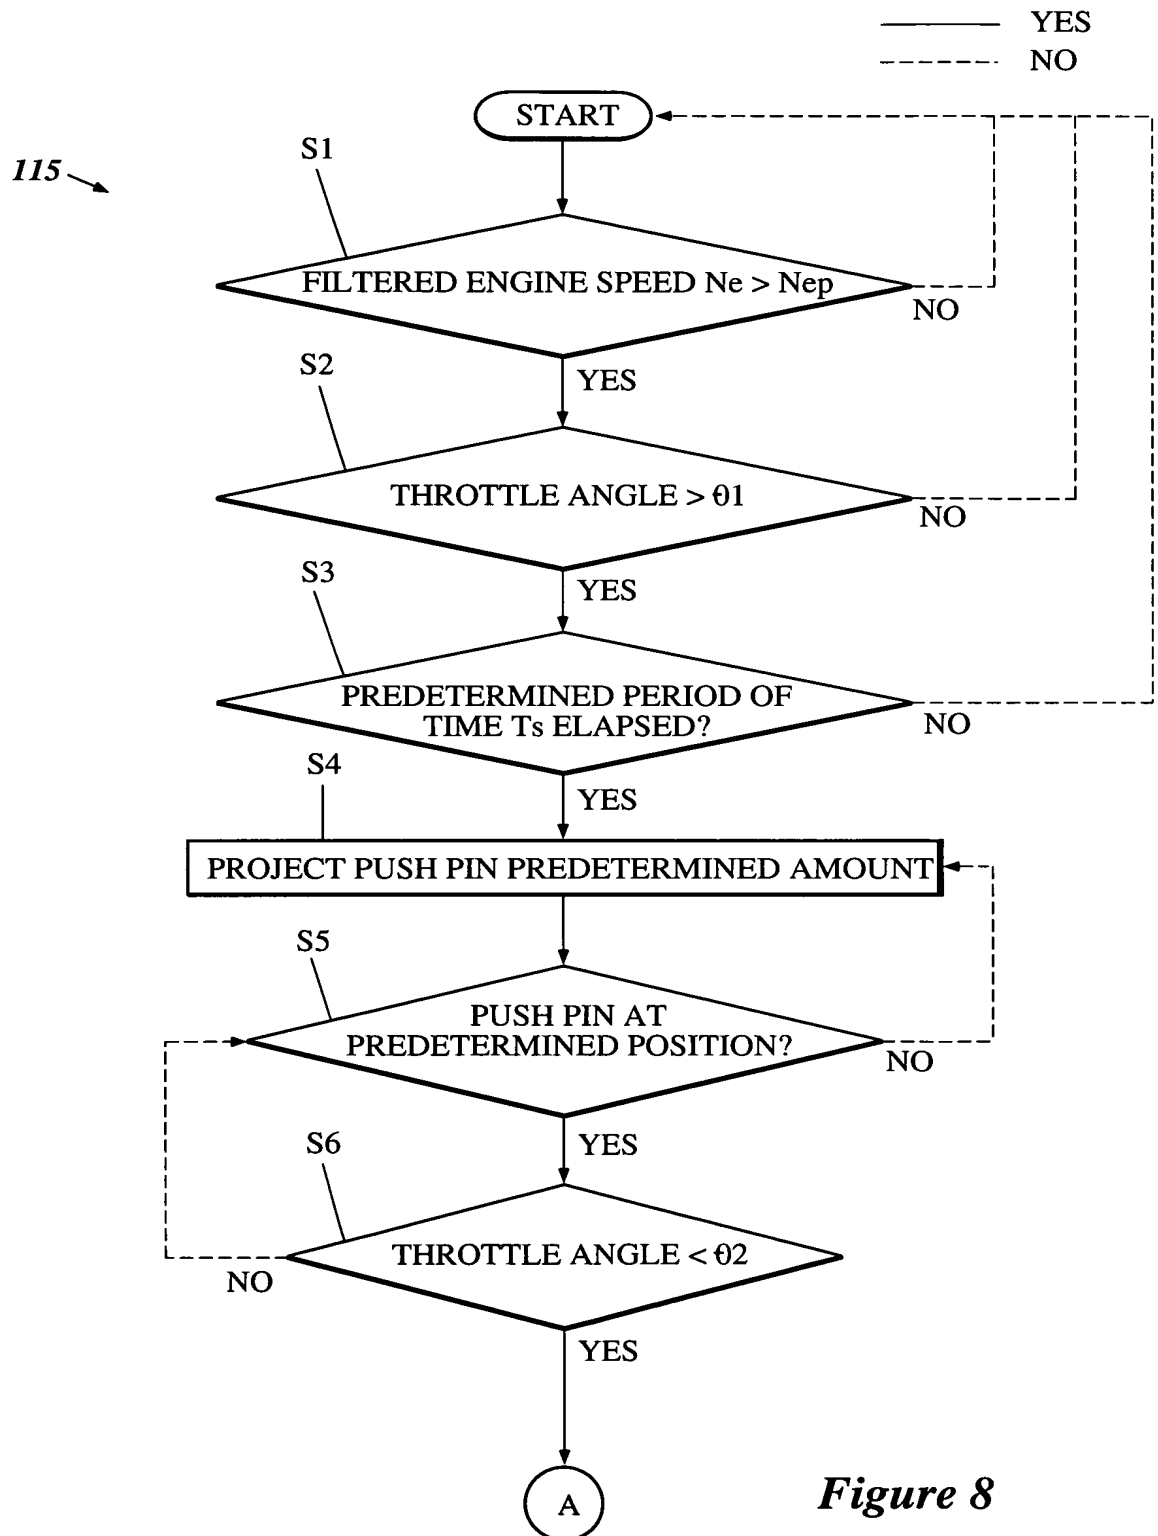 YES
NO
START
S1
115
FILTERED ENGINE SPEED Ne > Nep
NO
S2
YES
THROTTLE ANGLE > θ1
NO
S3
YES
PREDETERMINED PERIOD OF
TIME Ts ELAPSED?
NO
S4
YES
PROJECT PUSH PIN PREDETERMINED AMOUNT
S5
PUSH PIN AT
PREDETERMINED POSITION?
NO
S6
YES
THROTTLE ANGLE < θ2
NO
YES
A
Figure 8